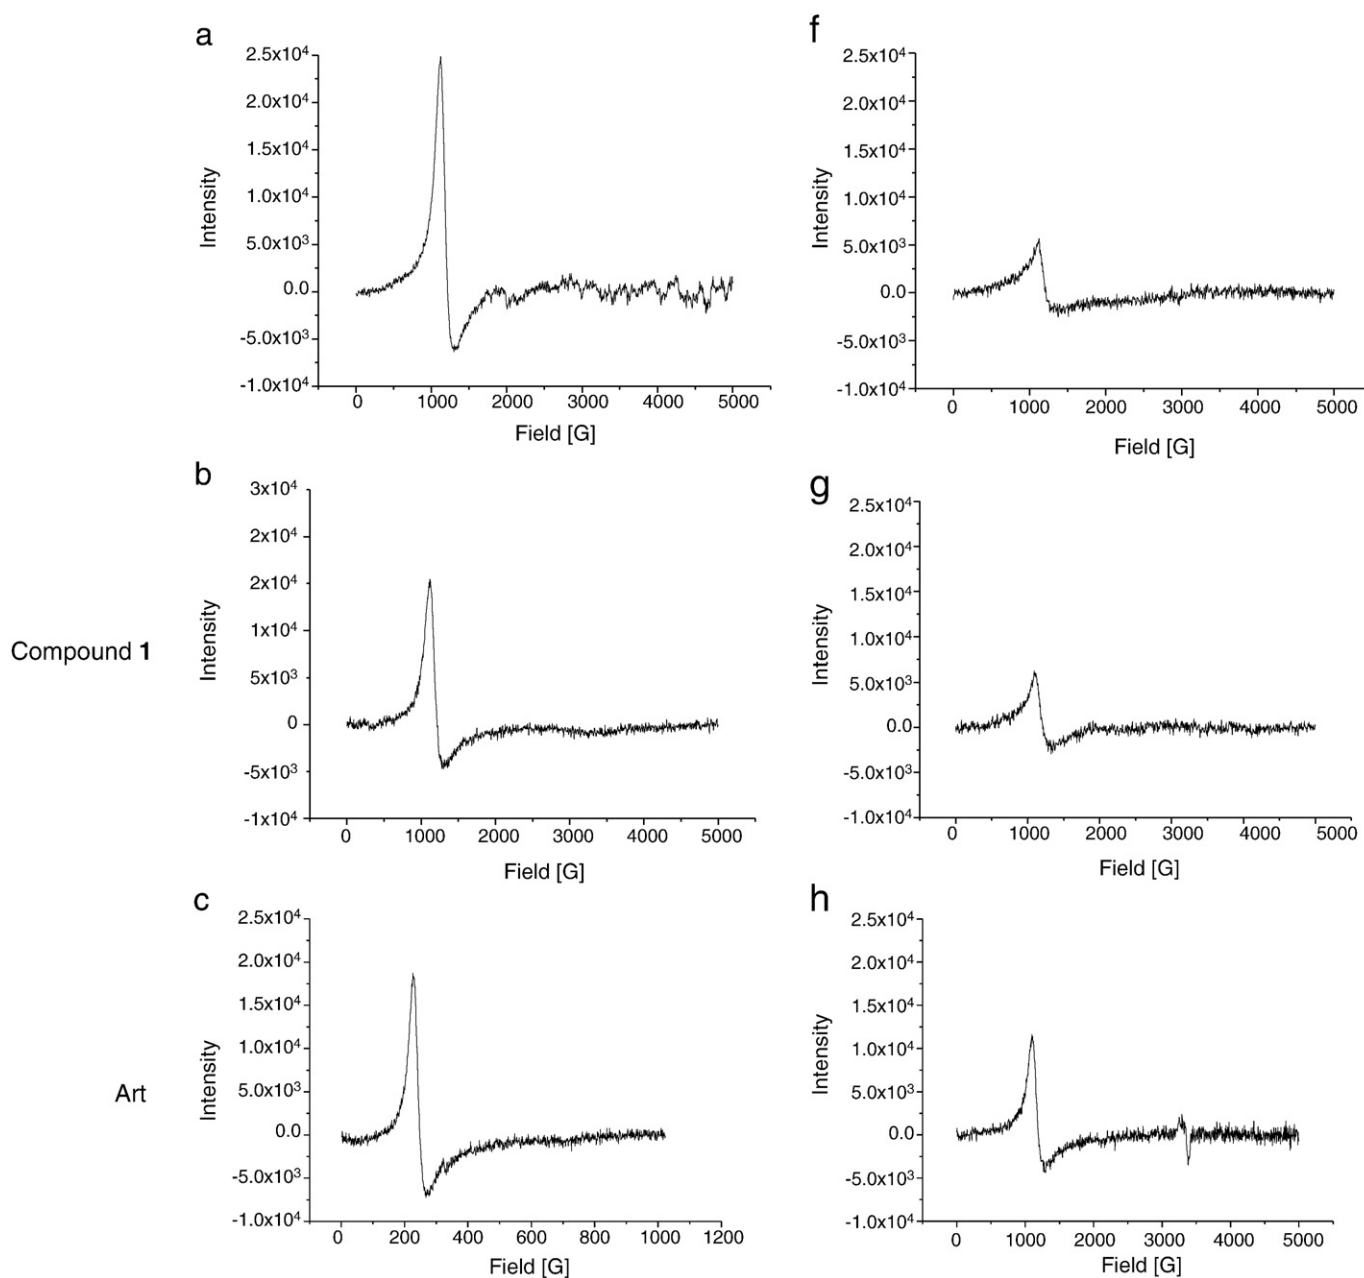 a
2.5x10⁴
2.0x10⁴
1.5x10⁴
1.0x10⁴
5.0x10³
0.0
-5.0x10³
-1.0x10⁴
Intensity
0 1000 2000 3000 4000 5000
Field [G]
f
2.5x10⁴
2.0x10⁴
1.5x10⁴
1.0x10⁴
5.0x10³
0.0
-5.0x10³
-1.0x10⁴
Intensity
0 1000 2000 3000 4000 5000
Field [G]
Compound 1
b
3x10⁴
2x10⁴
2x10⁴
1x10⁴
5x10³
0
-5x10³
-1x10⁴
Intensity
0 1000 2000 3000 4000 5000
Field [G]
g
2.5x10⁴
2.0x10⁴
1.5x10⁴
1.0x10⁴
5.0x10³
0.0
-5.0x10³
-1.0x10⁴
Intensity
0 1000 2000 3000 4000 5000
Field [G]
Art
c
2.5x10⁴
2.0x10⁴
1.5x10⁴
1.0x10⁴
5.0x10³
0.0
-5.0x10³
-1.0x10⁴
Intensity
0 200 400 600 800 1000 1200
Field [G]
h
2.5x10⁴
2.0x10⁴
1.5x10⁴
1.0x10⁴
5.0x10³
0.0
-5.0x10³
-1.0x10⁴
Intensity
0 1000 2000 3000 4000 5000
Field [G]